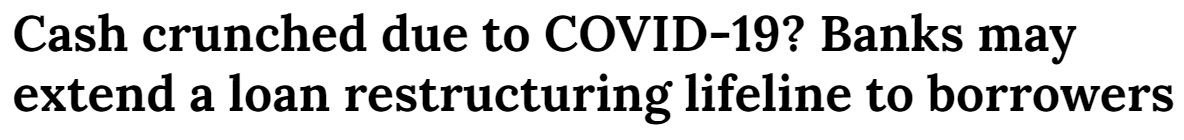 Cash crunched due to COVID-19? Banks may
extend a loan restructuring lifeline to borrowers